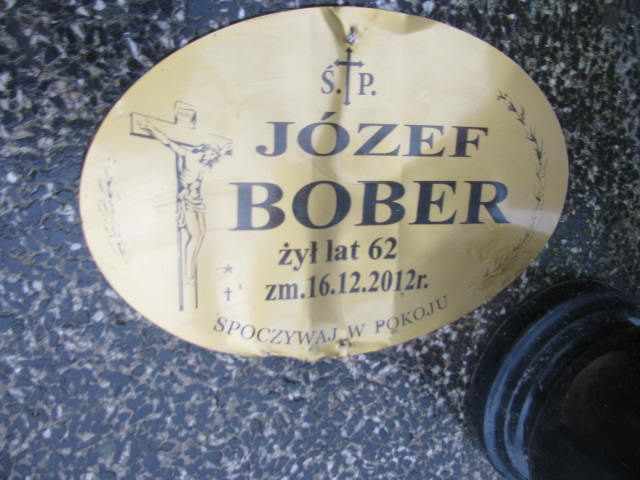 Ś. P.
JÓZEF
BOBER
żył lat 62
zm.16.12.2012r.
SPOCZYWAJ W POKOJU